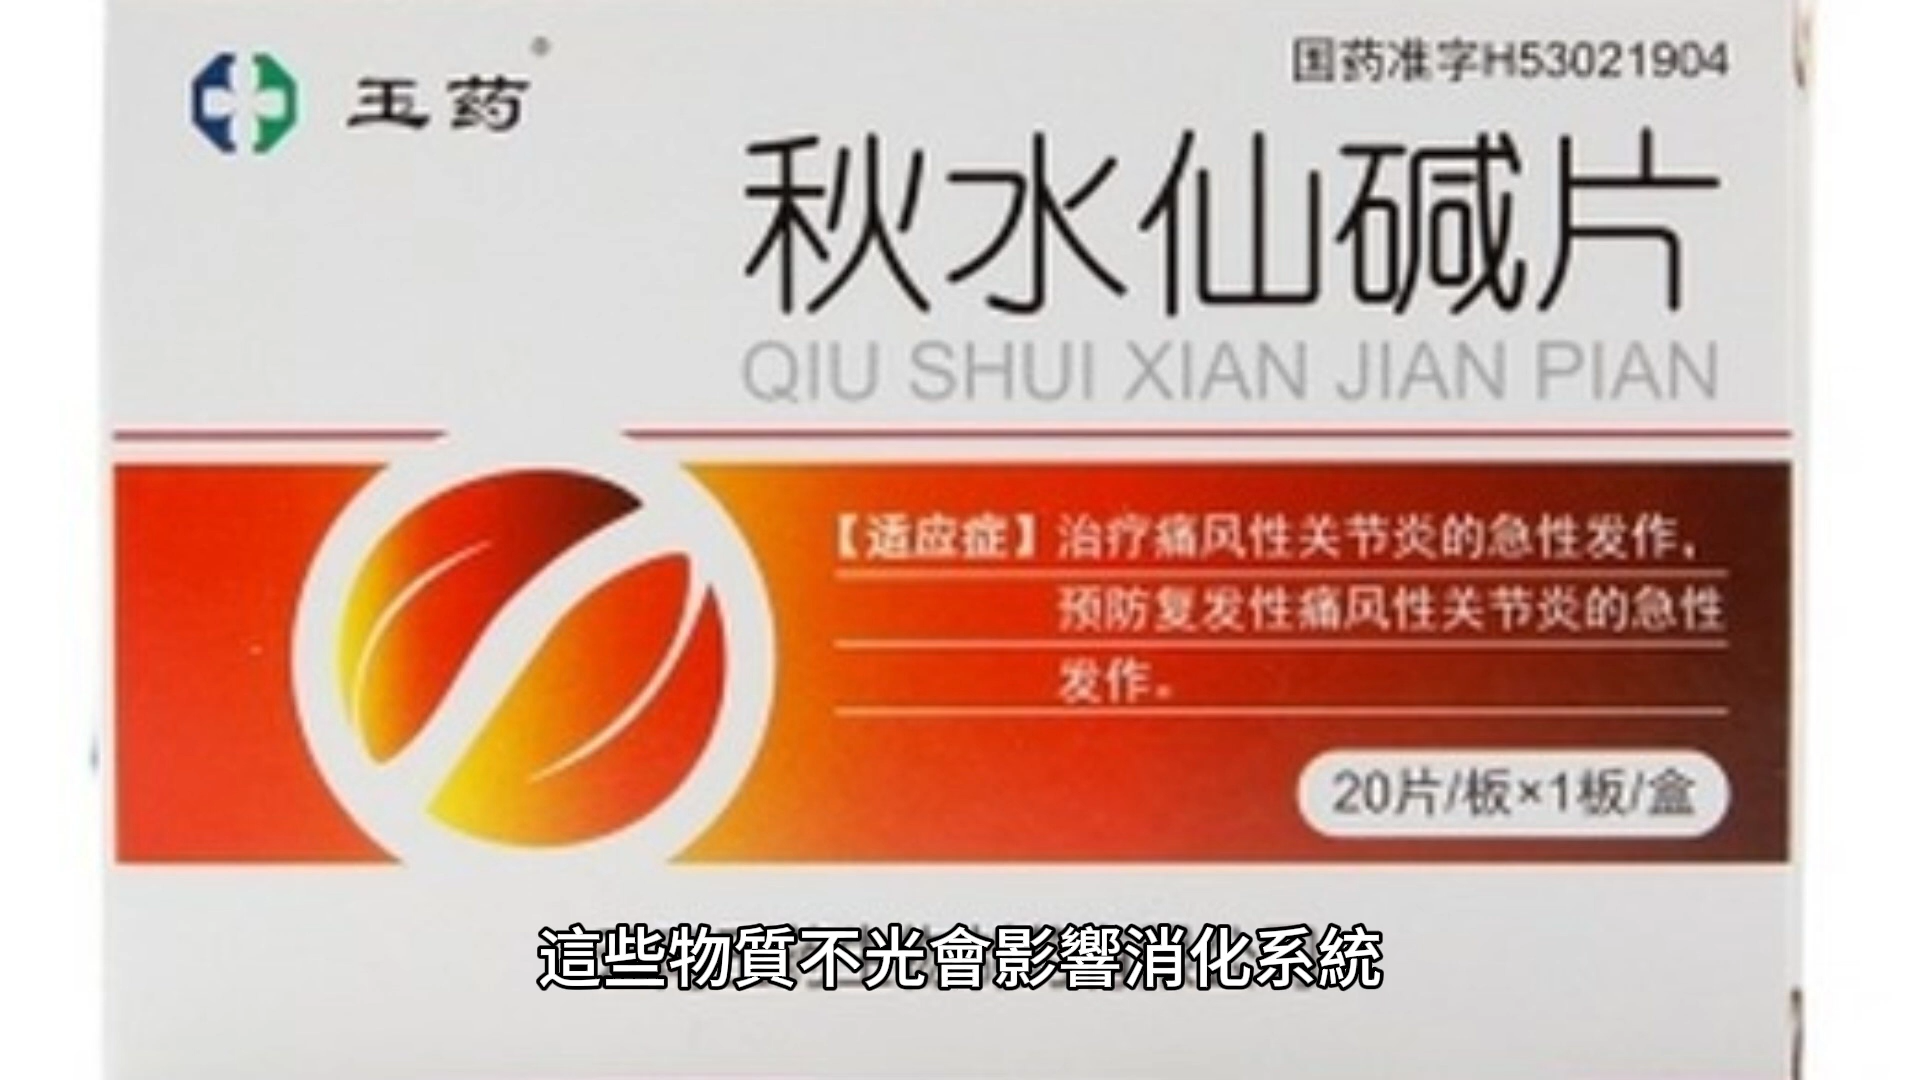 玉药®
国药准字H53021904
秋水仙碱片
QIU SHUI XIAN JIAN PIAN
【适应症】治疗痛风性关节炎的急性发作,
预防复发性痛风性关节炎的急性
发作。
20片/板×1板/盒
這些物質不光會影響消化系統